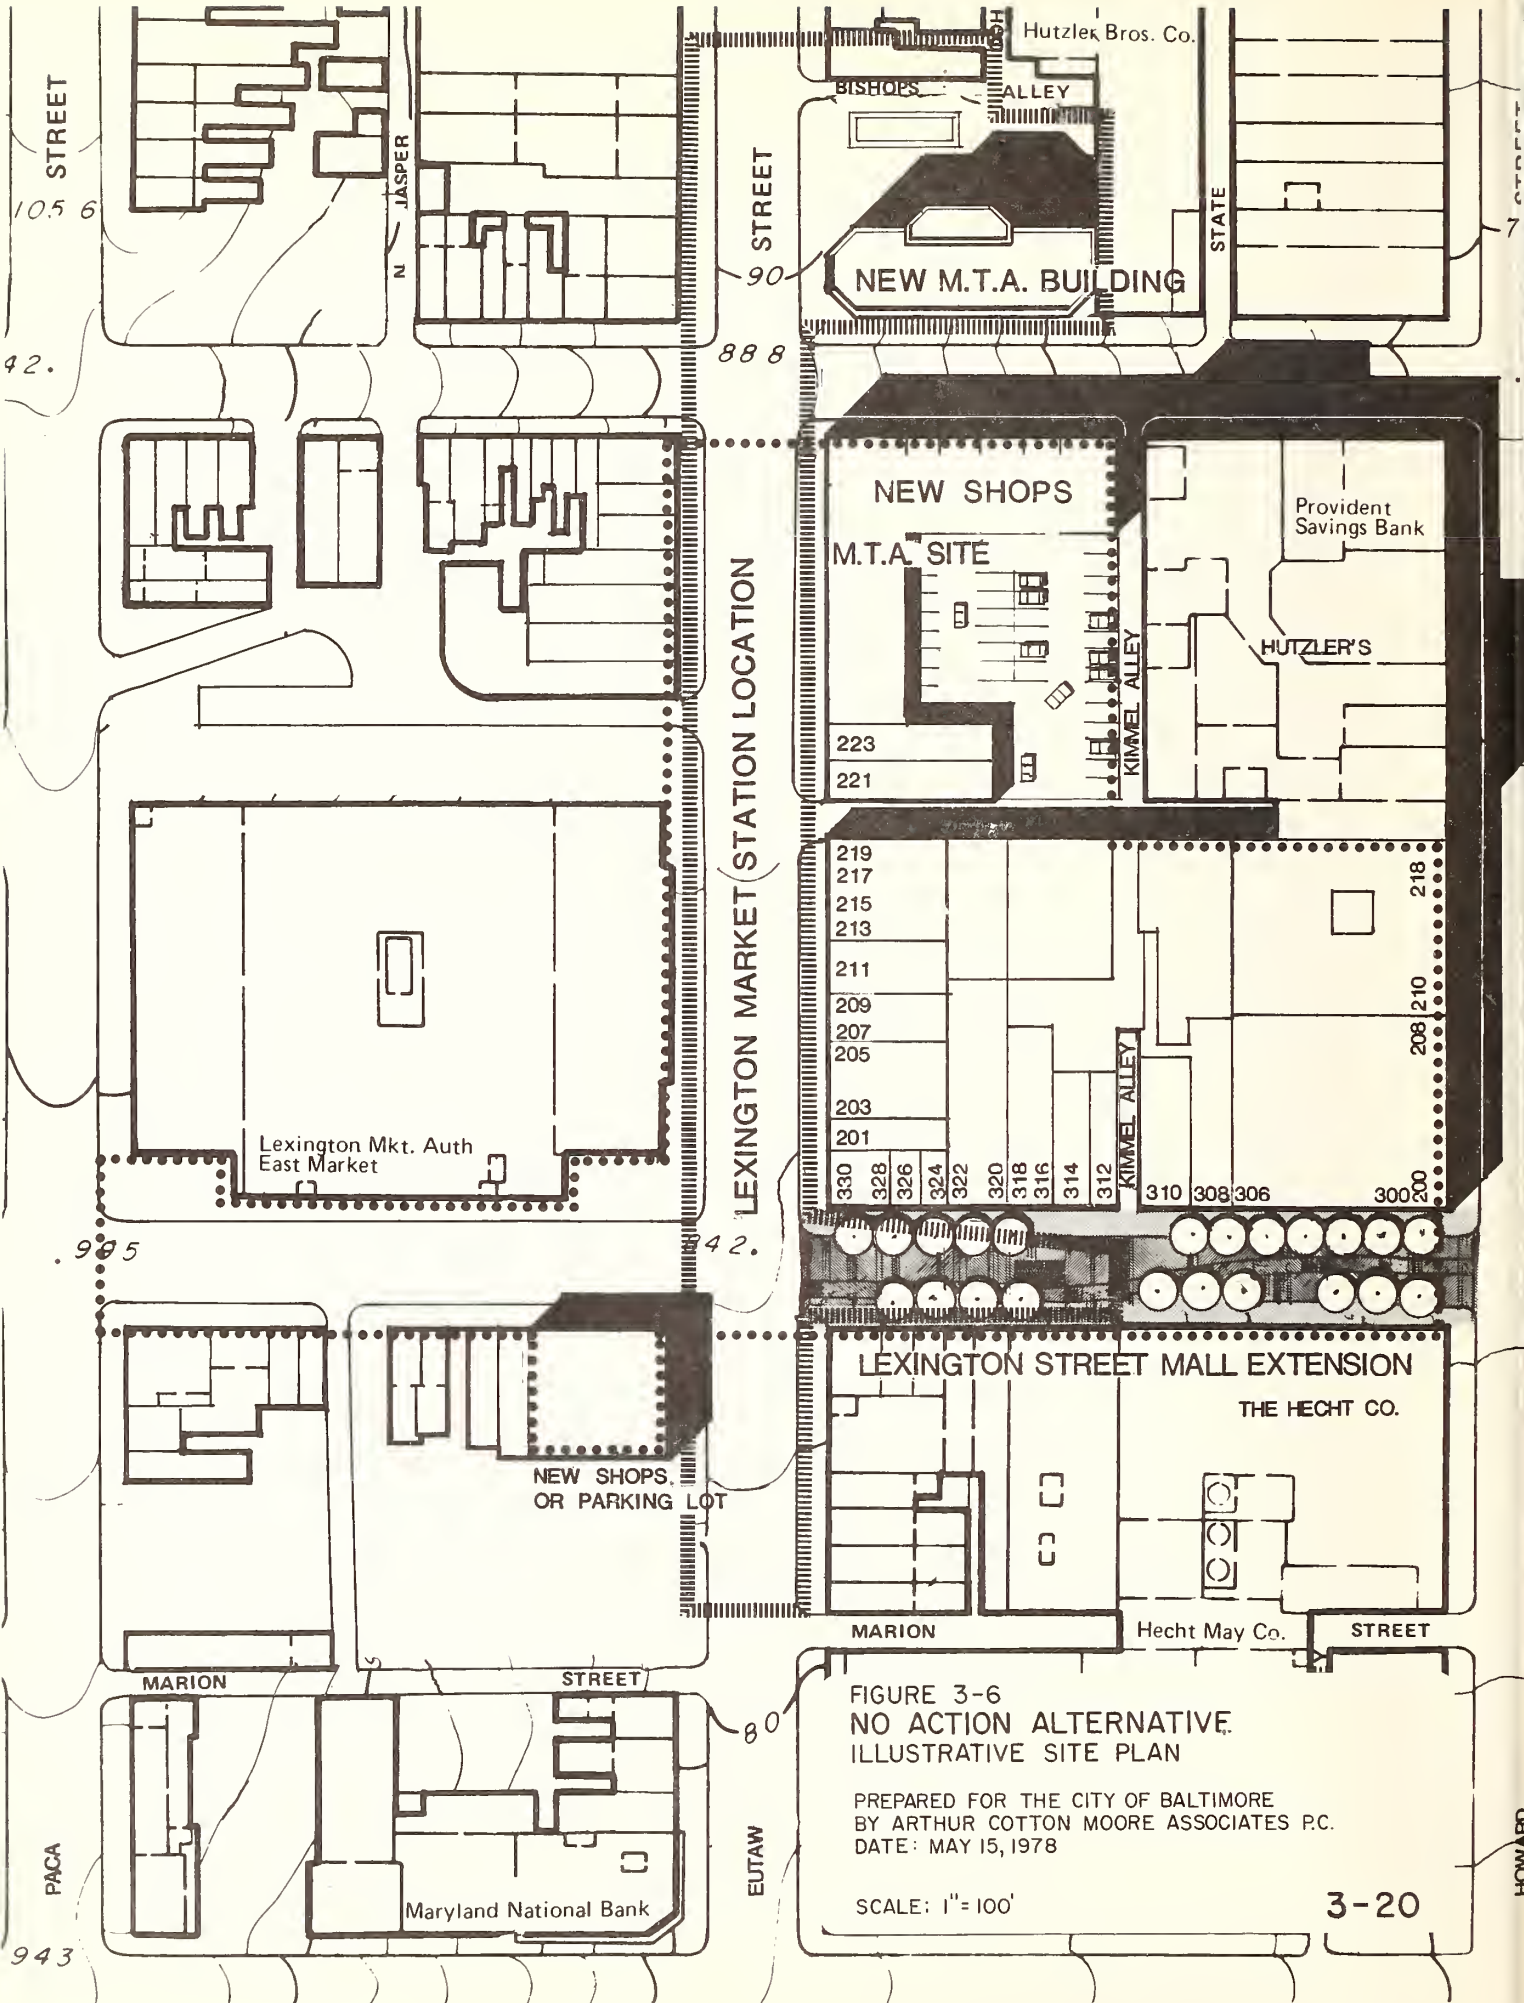 Hutzler Bros. Co.
BISHOPS
ALLEY
STREET
N JASPER
STREET
STATE
STREET
105 6
90
7
NEW M.T.A. BUILDING
42.
888
NEW SHOPS
M.T.A. SITE
Provident
Savings Bank
HUTZLER'S
KIMMEL ALLEY
LEXINGTON MARKET STATION LOCATION
223
221
219
217
215
213
211
209
207
205
203
201
218
210
208
200
KIMMEL ALLEY
330
328
326
324
322
320
318
316
314
312
310
308
306
300
Lexington Mkt. Auth
East Market
.995
942.
LEXINGTON STREET MALL EXTENSION
THE HECHT CO.
NEW SHOPS
OR PARKING LOT
MARION
Hecht May Co.
STREET
MARION
STREET
80
PACA
EUTAW
HOWARD
Maryland National Bank
943
FIGURE 3-6
NO ACTION ALTERNATIVE
ILLUSTRATIVE SITE PLAN
PREPARED FOR THE CITY OF BALTIMORE
BY ARTHUR COTTON MOORE ASSOCIATES P.C.
DATE: MAY 15, 1978
SCALE: 1"= 100'
3-20